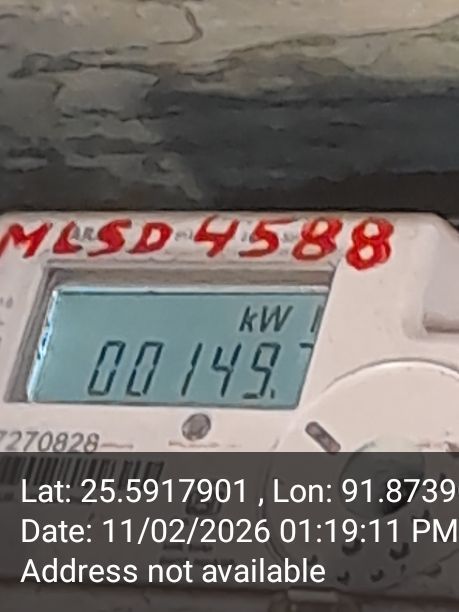 MLSD 4588
kW
00149.
7270828
Lat: 25.5917901 , Lon: 91.8739
Date: 11/02/2026 01:19:11 PM
Address not available